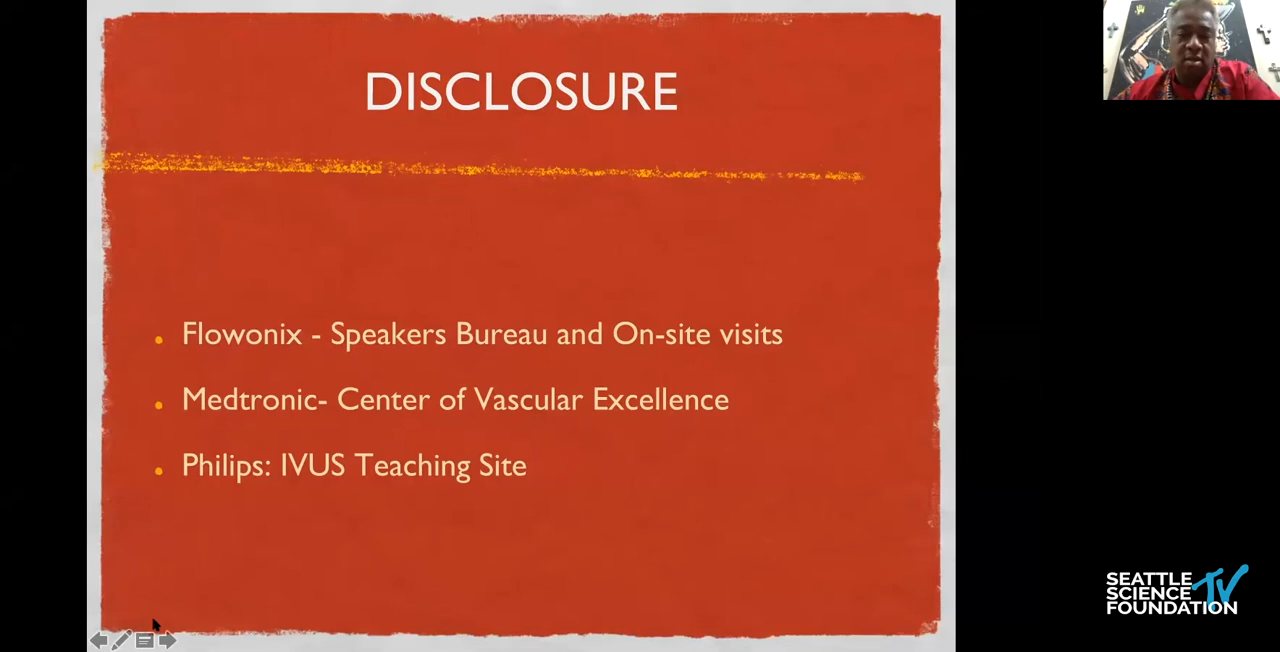 DISCLOSURE
Flowonix - Speakers Bureau and On-site visits
Medtronic- Center of Vascular Excellence
Philips: IVUS Teaching Site
SEATTLE
SCIENCE TV
FOUNDATION